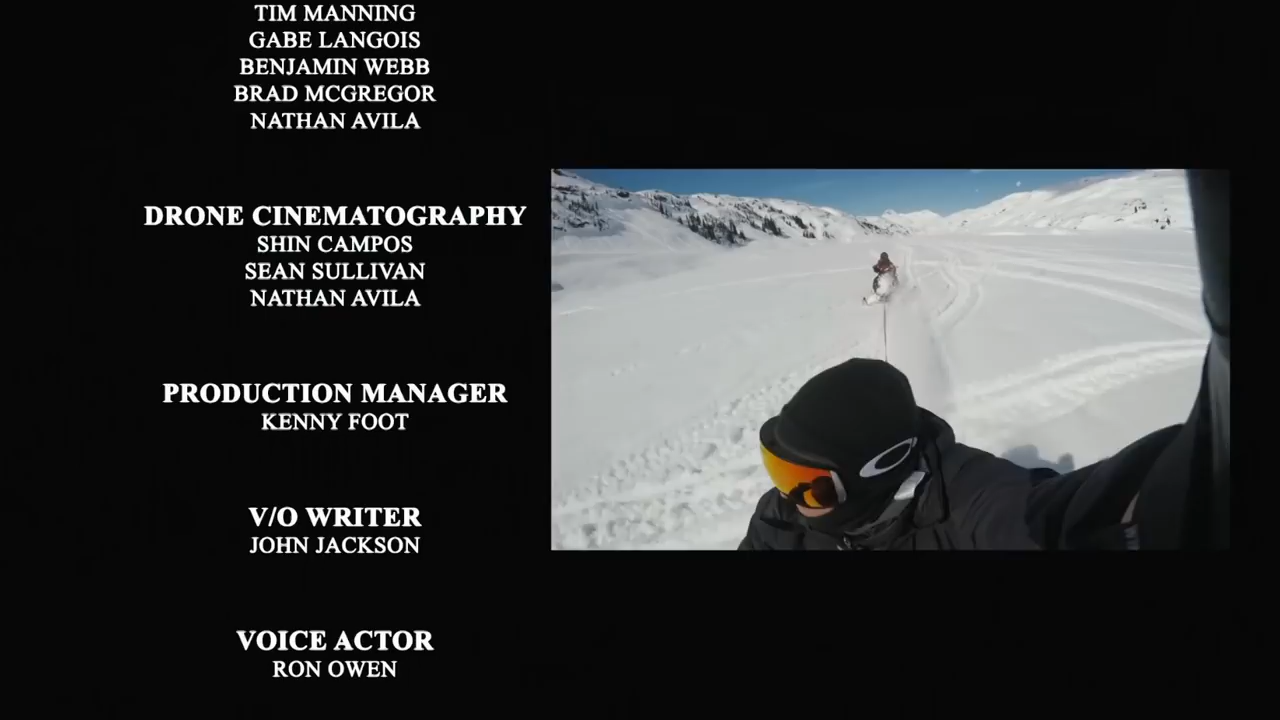 TIM MANNING
GABE LANGOIS
BENJAMIN WEBB
BRAD MCGREGOR
NATHAN AVILA
DRONE CINEMATOGRAPHY
SHIN CAMPOS
SEAN SULLIVAN
NATHAN AVILA
PRODUCTION MANAGER
KENNY FOOT
V/O WRITER
JOHN JACKSON
VOICE ACTOR
RON OWEN